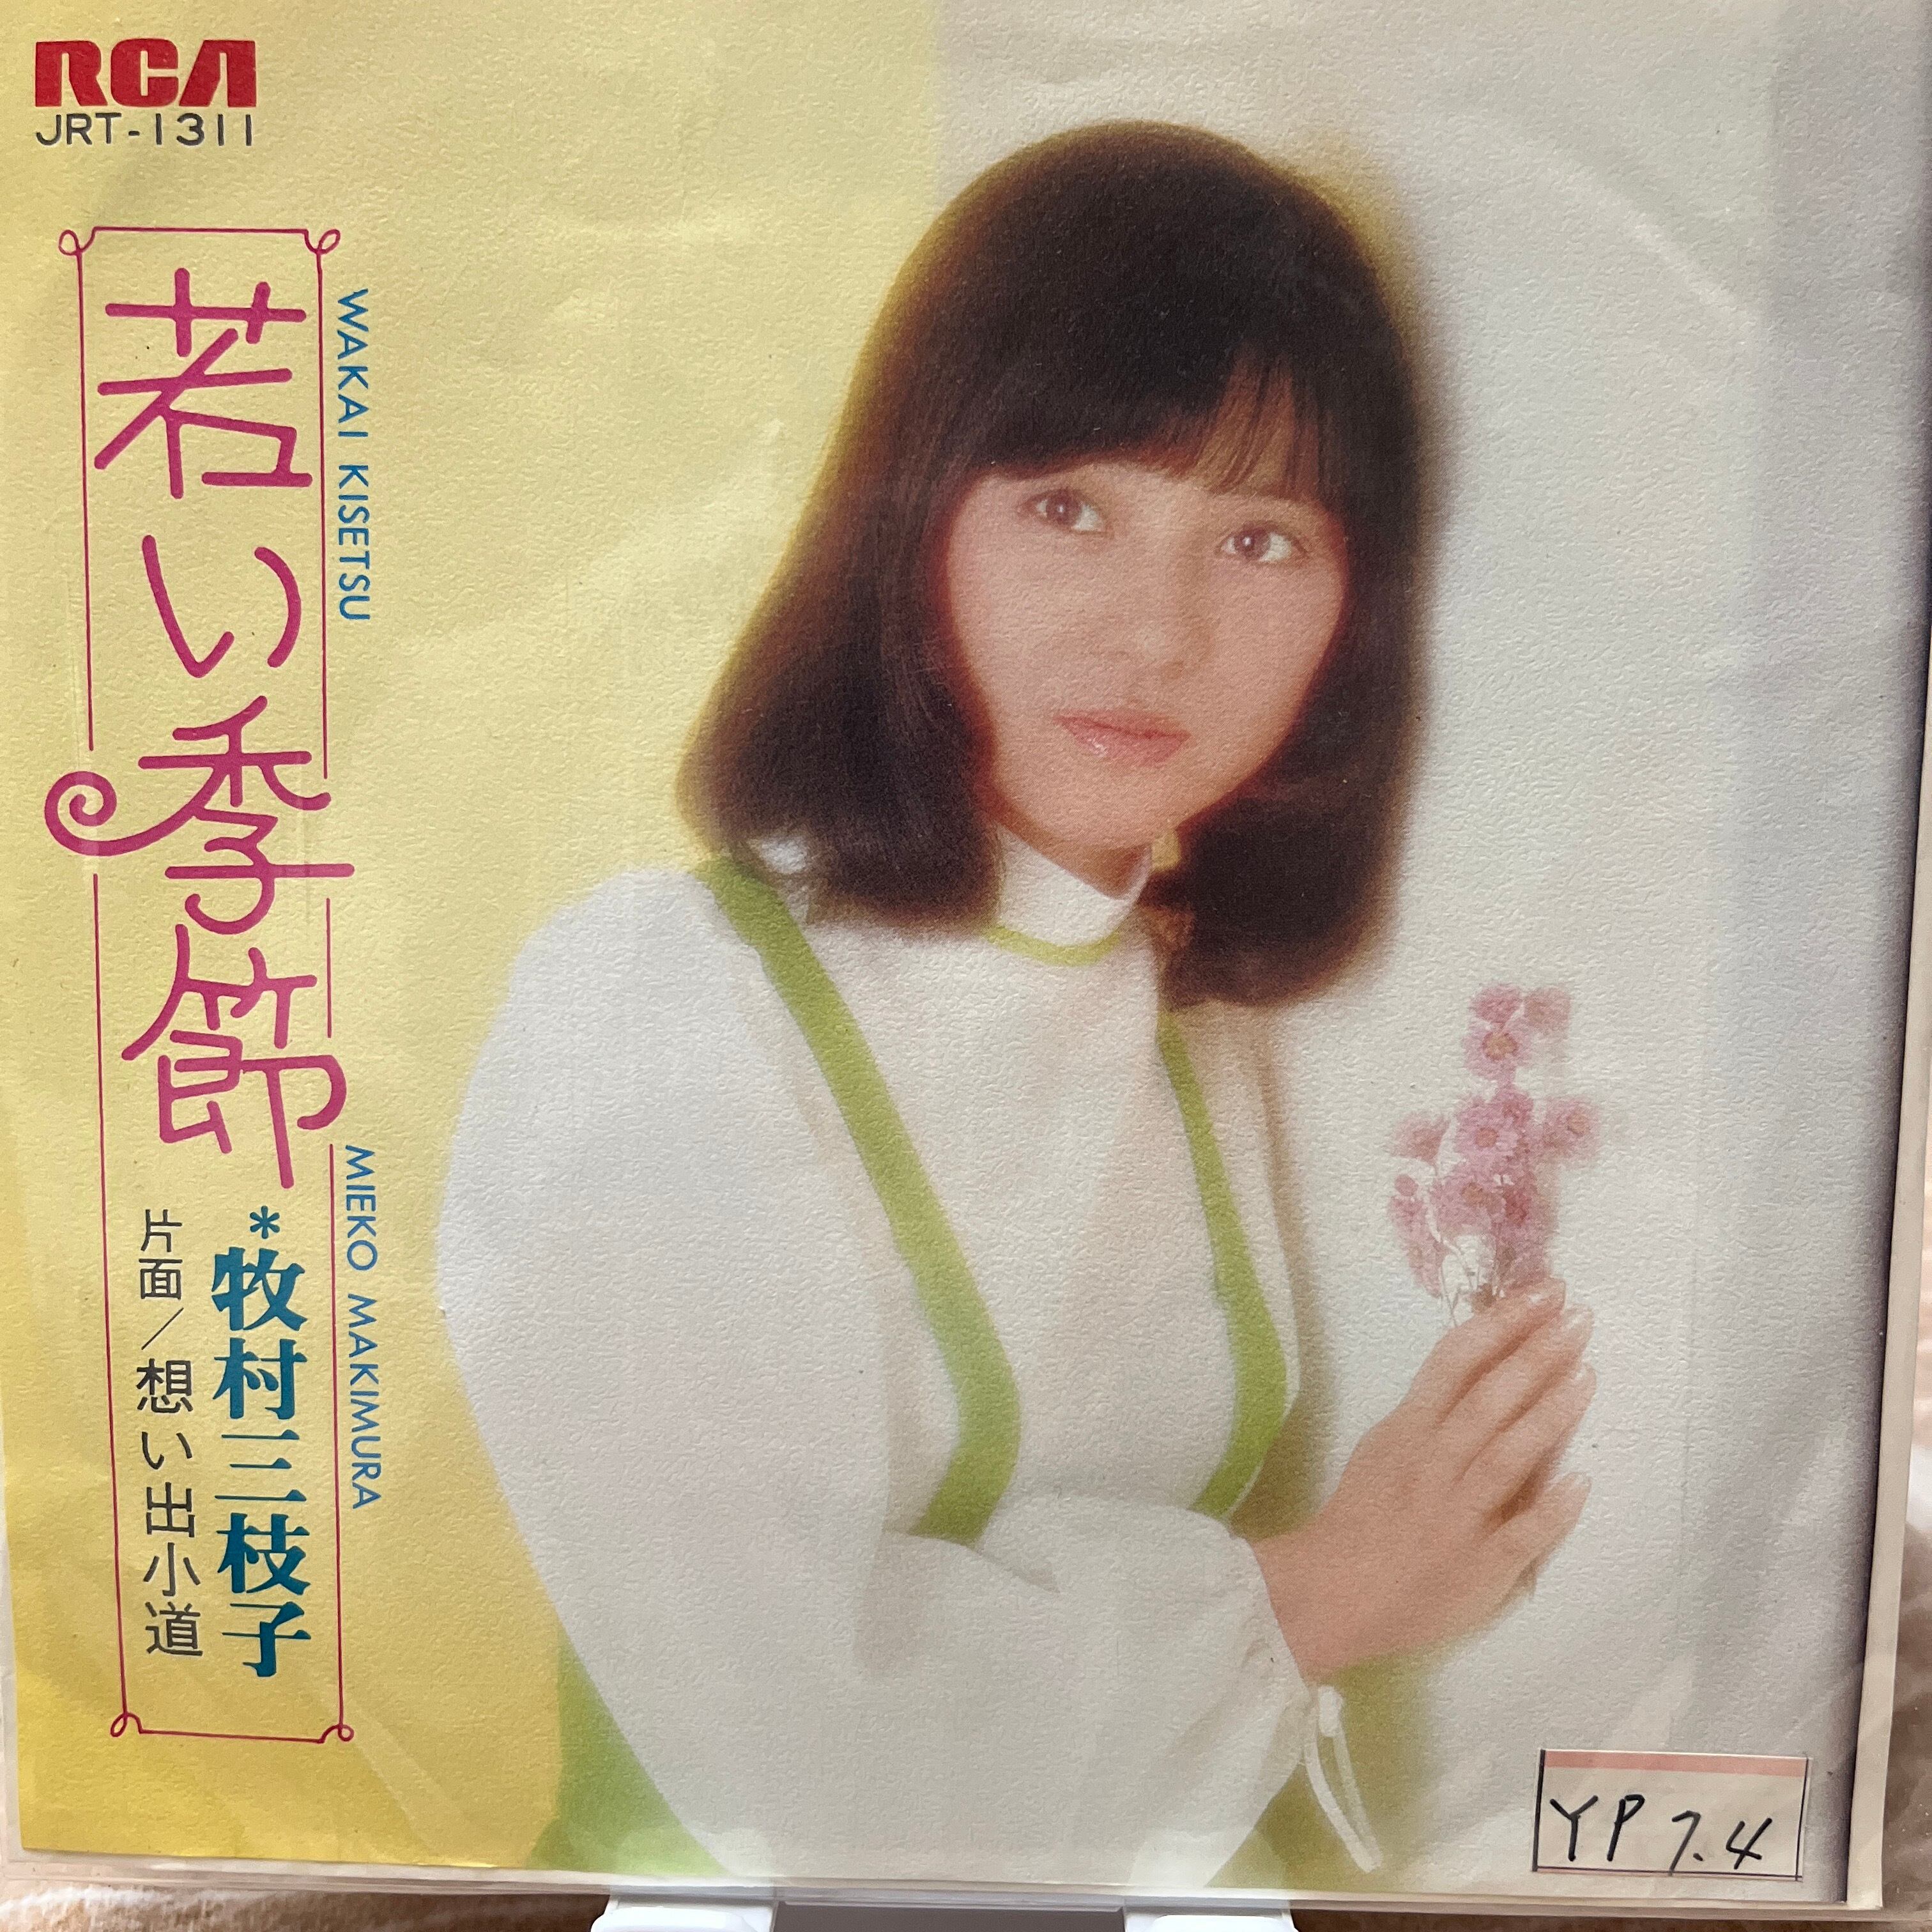 RCA
JRT-1311
若い季節
WAKAI KISETSU
*牧村三枝子
MIEKO MAKIMURA
片面/想い出小道
YP 7.4